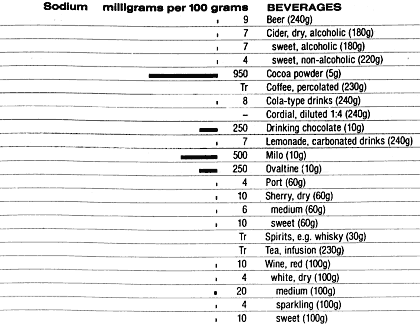 Sodium milligrams per 100 grams BEVERAGES
9 Beer (240g)
7 Cider, dry, alcoholic (180g)
7 sweet, alcoholic (180g)
4 sweet, non-alcoholic (220g)
950 Cocoa powder (5g)
Tr Coffee, percolated (230g)
8 Cola-type drinks (240g)
– Cordial, diluted 1:4 (240g)
250 Drinking chocolate (10g)
7 Lemonade, carbonated drinks (240g)
500 Milo (10g)
250 Ovaltine (10g)
4 Port (60g)
10 Sherry, dry (60g)
6 medium (60g)
10 sweet (60g)
Tr Spirits, e.g. whisky (30g)
Tr Tea, infusion (230g)
10 Wine, red (100g)
4 white, dry (100g)
20 medium (100g)
4 sparkling (100g)
10 sweet (100g)